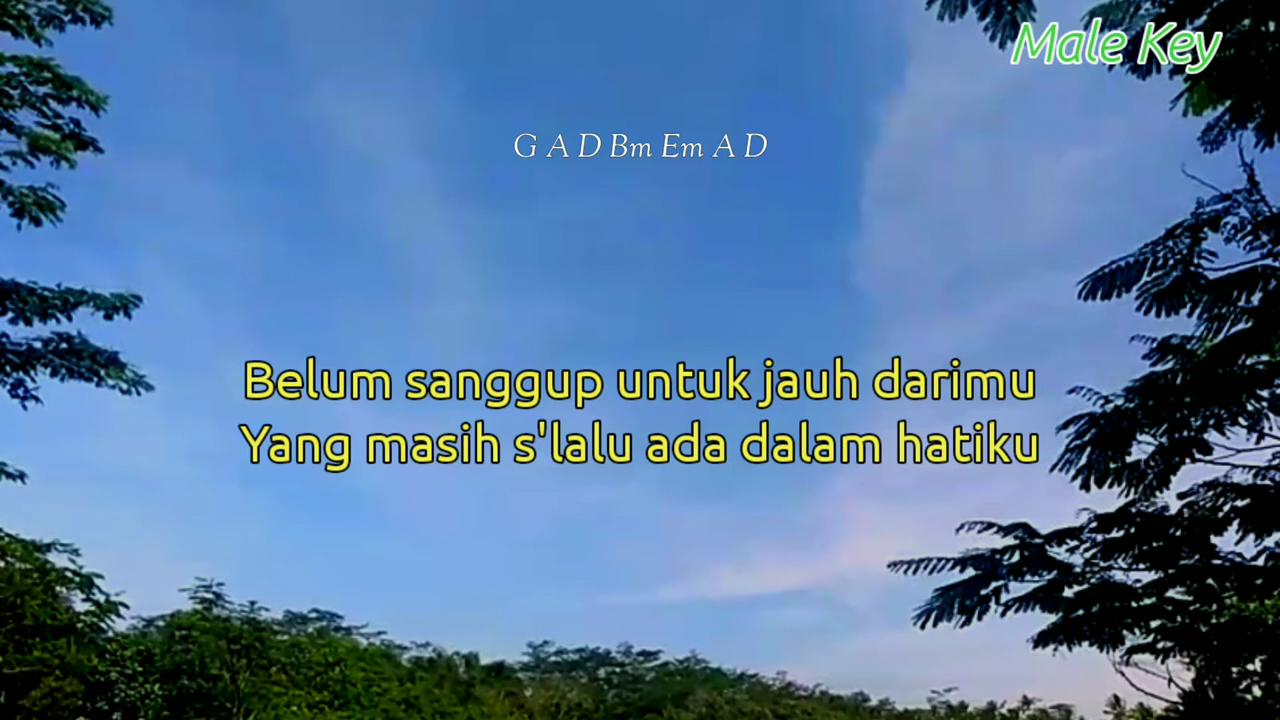 Male Key
G A D Bm Em A D
Belum sanggup untuk jauh darimu
Yang masih s'lalu ada dalam hatiku